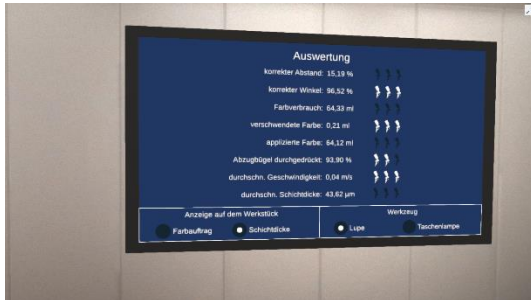 Auswertung
korrekter Abstand: 15,19 %
korrekter Winkel: 96,52 %
Farbverbrauch: 64,33 ml
verschwendete Farbe: 0,21 ml
applizierte Farbe: 64,12 ml
Abzugbügel durchgedrückt: 93,90 %
durchschn. Geschwindigkeit: 0,04 m/s
durchschn. Schichtdicke: 43,62 µm
Anzeige auf dem Werkstück
Werkzeug
Farbauftrag
Schichtdicke
Lupe
Taschenlampe